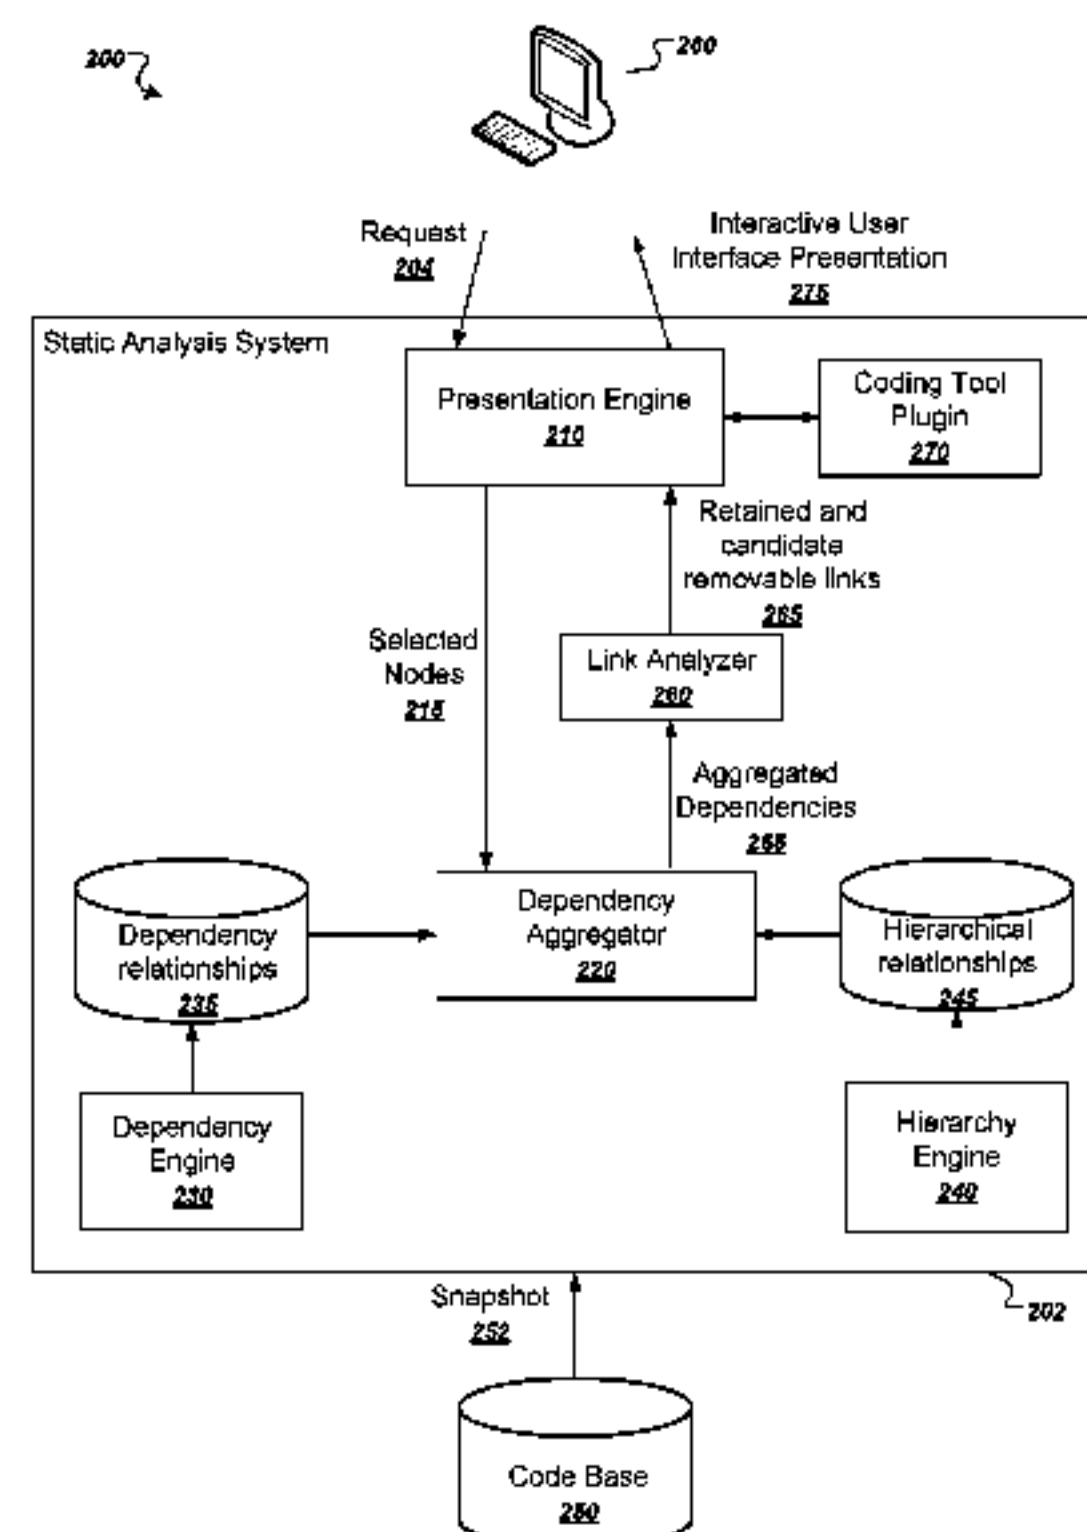 200
260
Request
204
Interactive User
Interface Presentation
275
Static Analysis System
Presentation Engine
210
Coding Tool
Plugin
270
Retained and
candidate
removable links
265
Selected
Nodes
215
Link Analyzer
260
Aggregated
Dependencies
255
Dependency
relationships
235
Dependency
Aggregator
220
Hierarchical
relationships
245
Dependency
Engine
230
Hierarchy
Engine
240
Snapshot
252
202
Code Base
250